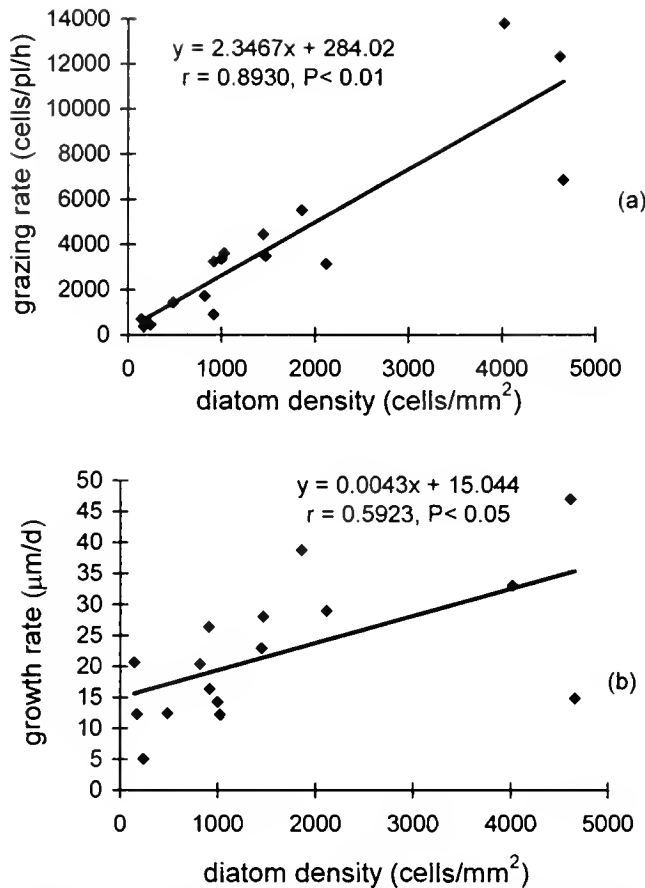 y = 2.3467x + 284.02
r = 0.8930, P< 0.01
14000
12000
10000
8000
6000
4000
2000
0
grazing rate (cells/pl/h)
(a)
0 1000 2000 3000 4000 5000
diatom density (cells/mm²)
y = 0.0043x + 15.044
r = 0.5923, P< 0.05
50
45
40
35
30
25
20
15
10
5
0
growth rate (μm/d)
(b)
0 1000 2000 3000 4000 5000
diatom density (cells/mm²)